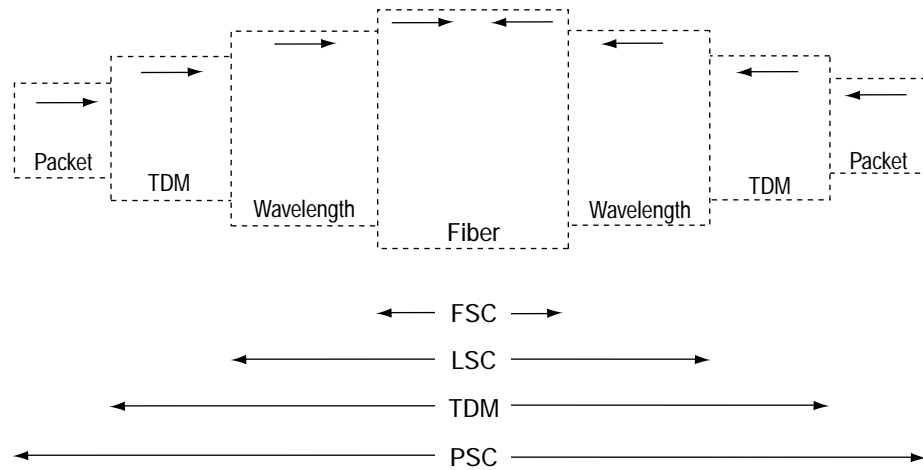 Packet
TDM
Wavelength
Fiber
Wavelength
TDM
Packet
FSC
LSC
TDM
PSC